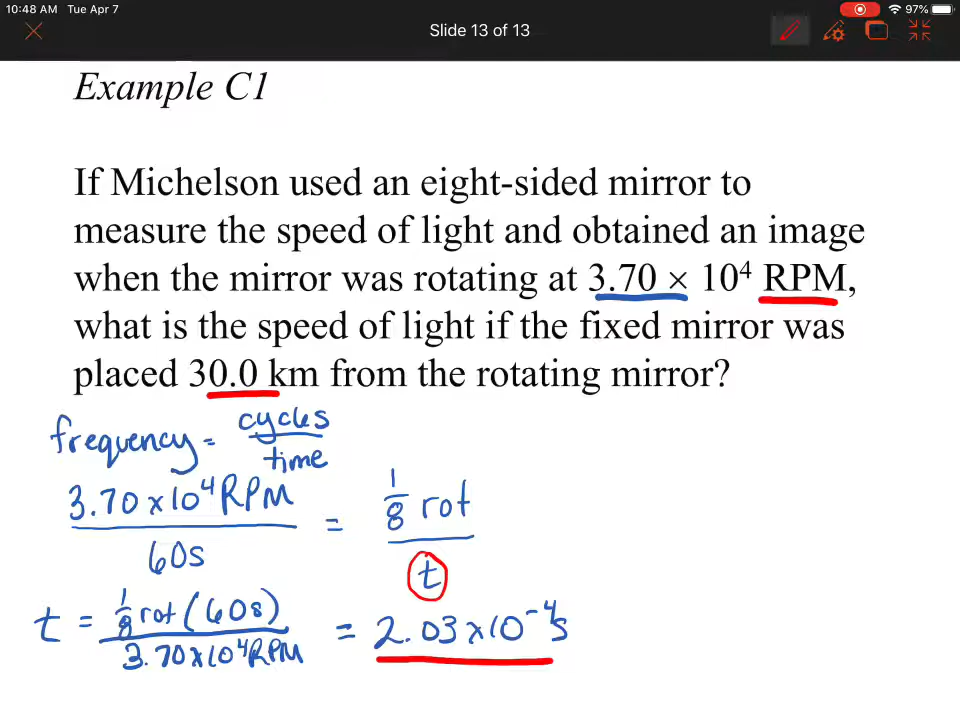 10:48 AM Tue Apr 7
97%
Slide 13 of 13
Example C1
If Michelson used an eight-sided mirror to
measure the speed of light and obtained an image
when the mirror was rotating at 3.70 × 10⁴ RPM,
what is the speed of light if the fixed mirror was
placed 30.0 km from the rotating mirror?
frequency = cycles / time
3.70 x 10⁴ RPM / 60s = 1/8 rot / t
t = 1/8 rot (60s) / 3.70 x 10⁴ RPM = 2.03 x 10⁻⁴ s